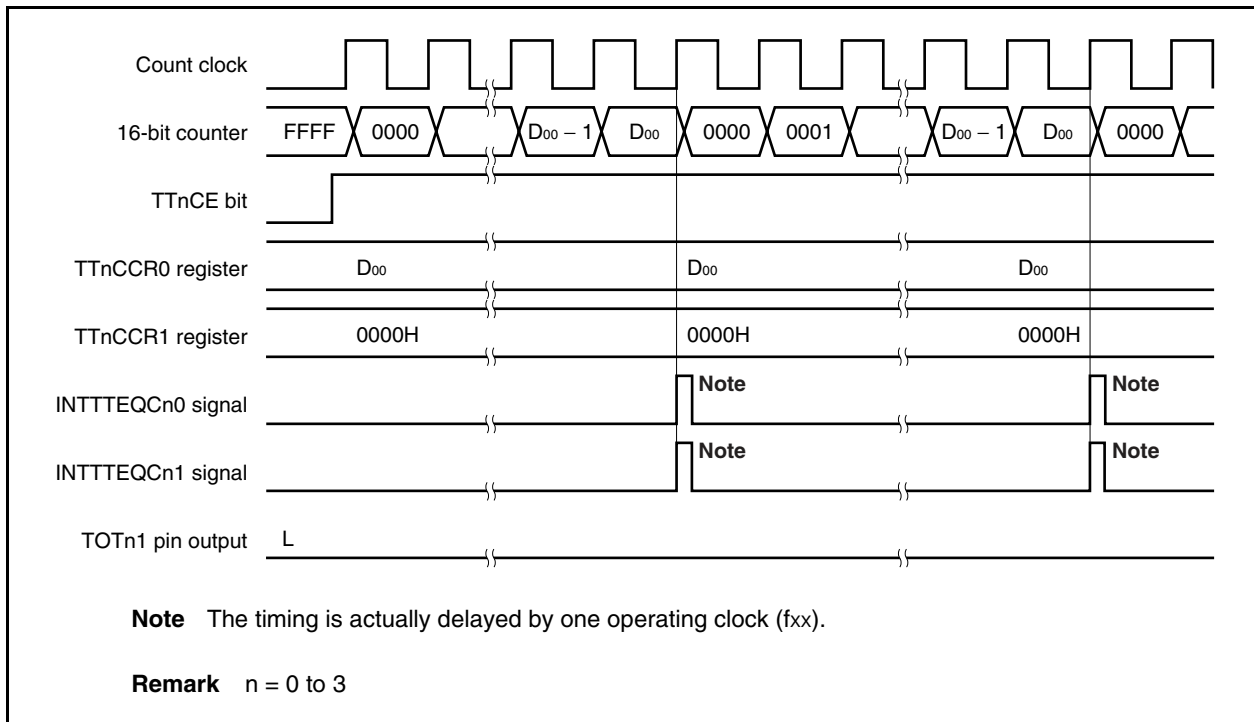 Count clock
16-bit counter FFFF 0000 D00 − 1 D00 0000 0001 D00 − 1 D00 0000
TTnCE bit
TTnCCR0 register D00 D00 D00
TTnCCR1 register 0000H 0000H 0000H
INTTTEQCn0 signal Note Note
INTTTEQCn1 signal Note Note
TOTn1 pin output L
Note The timing is actually delayed by one operating clock (fxx).
Remark n = 0 to 3